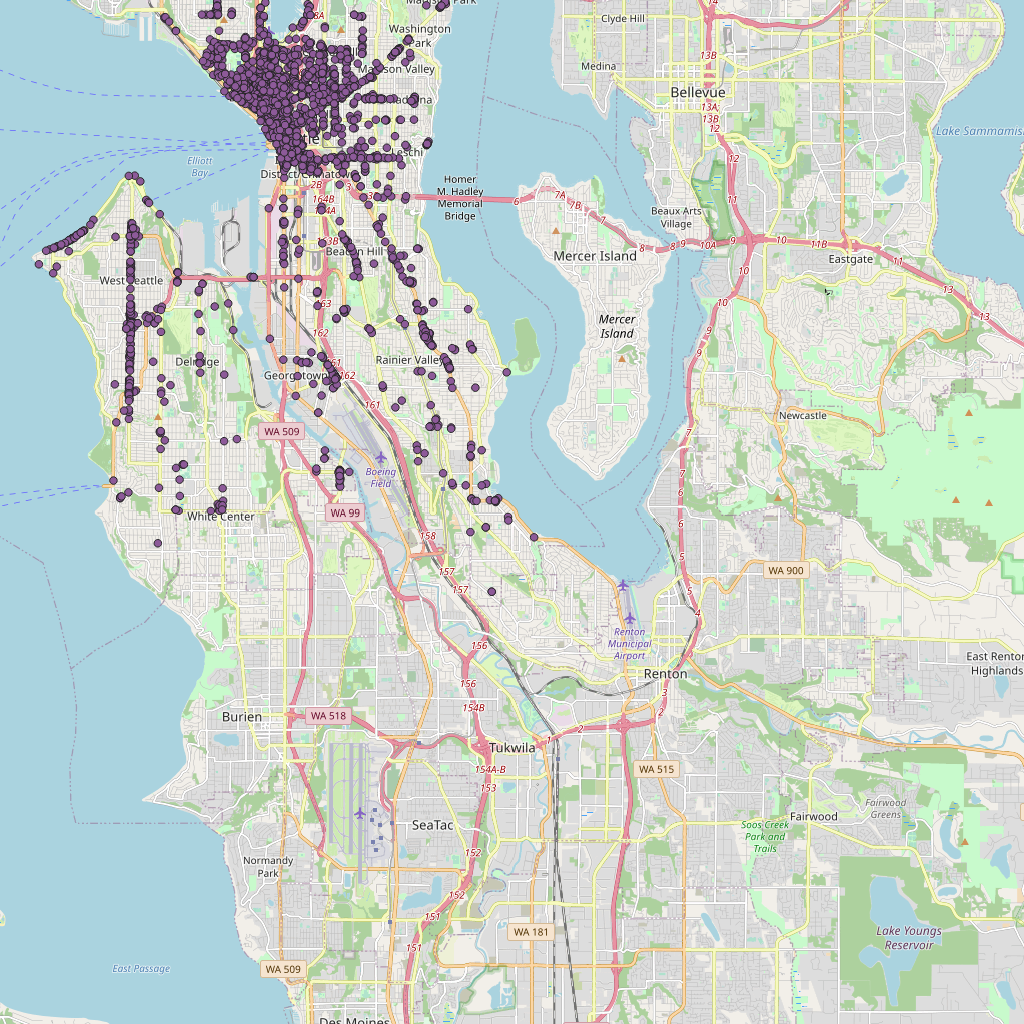 Clyde Hill
14
Washington
Park
8A
13B
Medina
Madison Valley
Bellevue
13A;
13B
12
Lake Sammamis
Leschi
Elliott
Bay
12
District/Chinatown
2B
Homer
M. Hadley
Memorial
Bridge
164B
6
7A
7B
7
11
Beaux Arts
Village
8
8
9
10A
9
10
11B
11
Beacon Hill
Mercer Island
Eastgate
10
West Seattle
13
10
13
63
162
Mercer
Island
9
9
Delridge
Rainier Valley
Georgetown
162
161
Newcastle
WA 509
7
Boeing
Field
7
6
WA 99
White Center
6
158
5
157
157
WA 900
5
4
Renton
Municipal
Airport
156
East Renton
Highlands
156
Renton
3
154B
Burien
WA 518
2
2
1
Tukwila
154A-B
WA 515
153
Fairwood
Greens
Fairwood
SeaTac
Soos Creek
Park and
Trails
152
Normandy
Park
152
151
151
WA 181
Lake Youngs
Reservoir
East Passage
WA 509
Des Moines